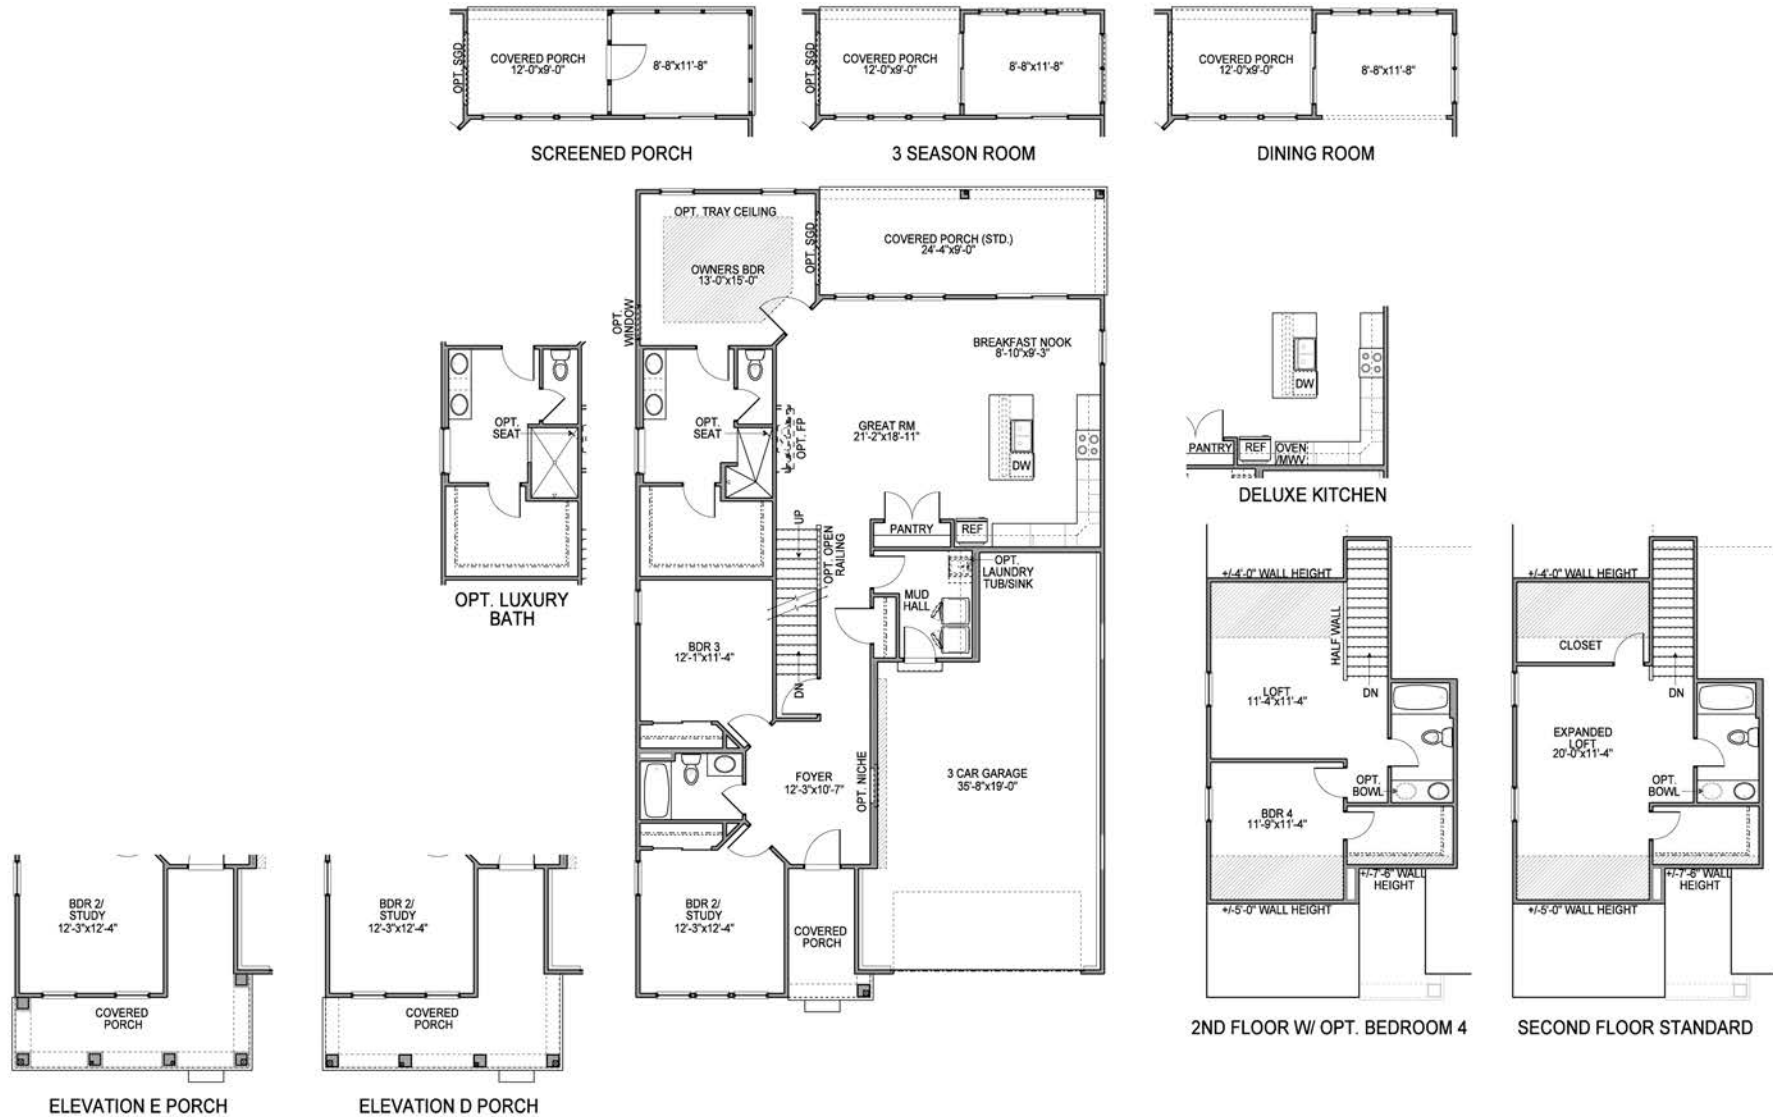 OPT. SGD
COVERED PORCH
12'-0"x9'-0"
8'-8"x11'-8"
SCREENED PORCH
OPT. SGD
COVERED PORCH
12'-0"x9'-0"
8'-8"x11'-8"
3 SEASON ROOM
COVERED PORCH
12'-0"x9'-0"
8'-8"x11'-8"
DINING ROOM
OPT. TRAY CEILING
OWNERS BDR
13'-0"x15'-0"
OPT. SGD
COVERED PORCH (STD.)
24'-4"x9'-0"
OPT.
WINDOW
BREAKFAST NOOK
8'-10"x9'-3"
OPT.
SEAT
OPT. FP
GREAT RM
21'-2"x18'-11"
DW
PANTRY
REF
UP
OPT. OPEN
RAILING
OPT.
LAUNDRY
TUB/SINK
MUD
HALL
BDR 3
12'-1"x11'-4"
DN
FOYER
12'-3"x10'-7"
OPT. NICHE
3 CAR GARAGE
35'-8"x19'-0"
BDR 2/
STUDY
12'-3"x12'-4"
COVERED
PORCH
OPT.
SEAT
OPT. LUXURY
BATH
DW
PANTRY
REF
OVEN
/MWV
DELUXE KITCHEN
+/-4'-0" WALL HEIGHT
HALF WALL
LOFT
11'-4"x11'-4"
DN
OPT.
BOWL
BDR 4
11'-9"x11'-4"
+/-7'-6" WALL
HEIGHT
+/-5'-0" WALL HEIGHT
2ND FLOOR W/ OPT. BEDROOM 4
+/-4'-0" WALL HEIGHT
CLOSET
DN
EXPANDED
LOFT
20'-0"x11'-4"
OPT.
BOWL
+/-7'-6" WALL
HEIGHT
+/-5'-0" WALL HEIGHT
SECOND FLOOR STANDARD
BDR 2/
STUDY
12'-3"x12'-4"
COVERED
PORCH
ELEVATION E PORCH
BDR 2/
STUDY
12'-3"x12'-4"
COVERED
PORCH
ELEVATION D PORCH